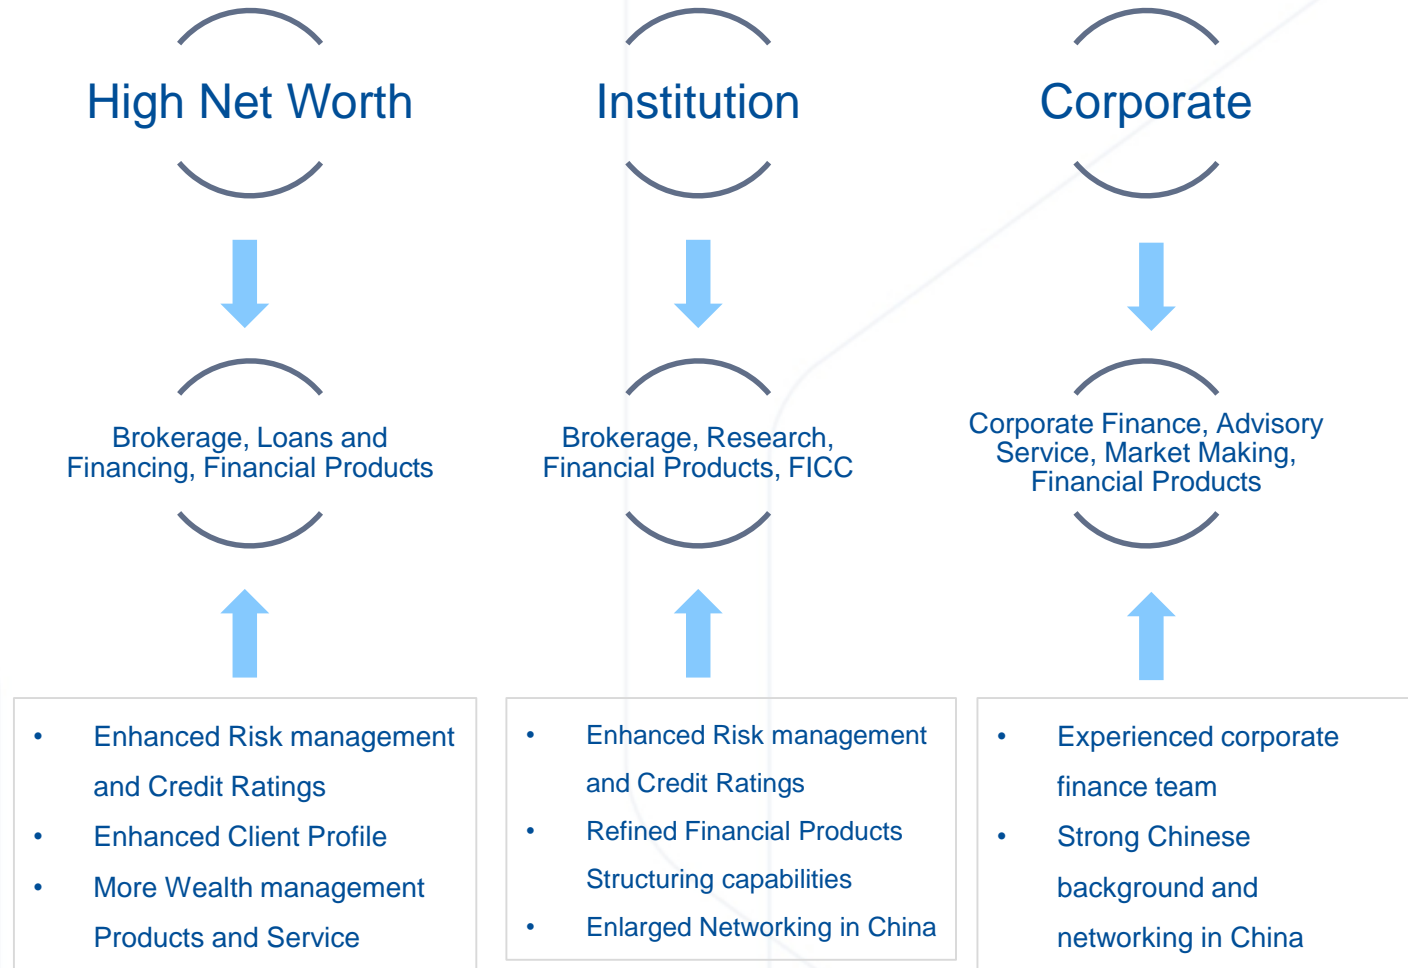 High Net Worth
Institution
Corporate
Brokerage, Loans and
Financing, Financial Products
Brokerage, Research,
Financial Products, FICC
Corporate Finance, Advisory
Service, Market Making,
Financial Products
• Enhanced Risk management
and Credit Ratings
• Enhanced Client Profile
• More Wealth management
Products and Service
• Enhanced Risk management
and Credit Ratings
• Refined Financial Products
Structuring capabilities
• Enlarged Networking in China
• Experienced corporate
finance team
• Strong Chinese
background and
networking in China